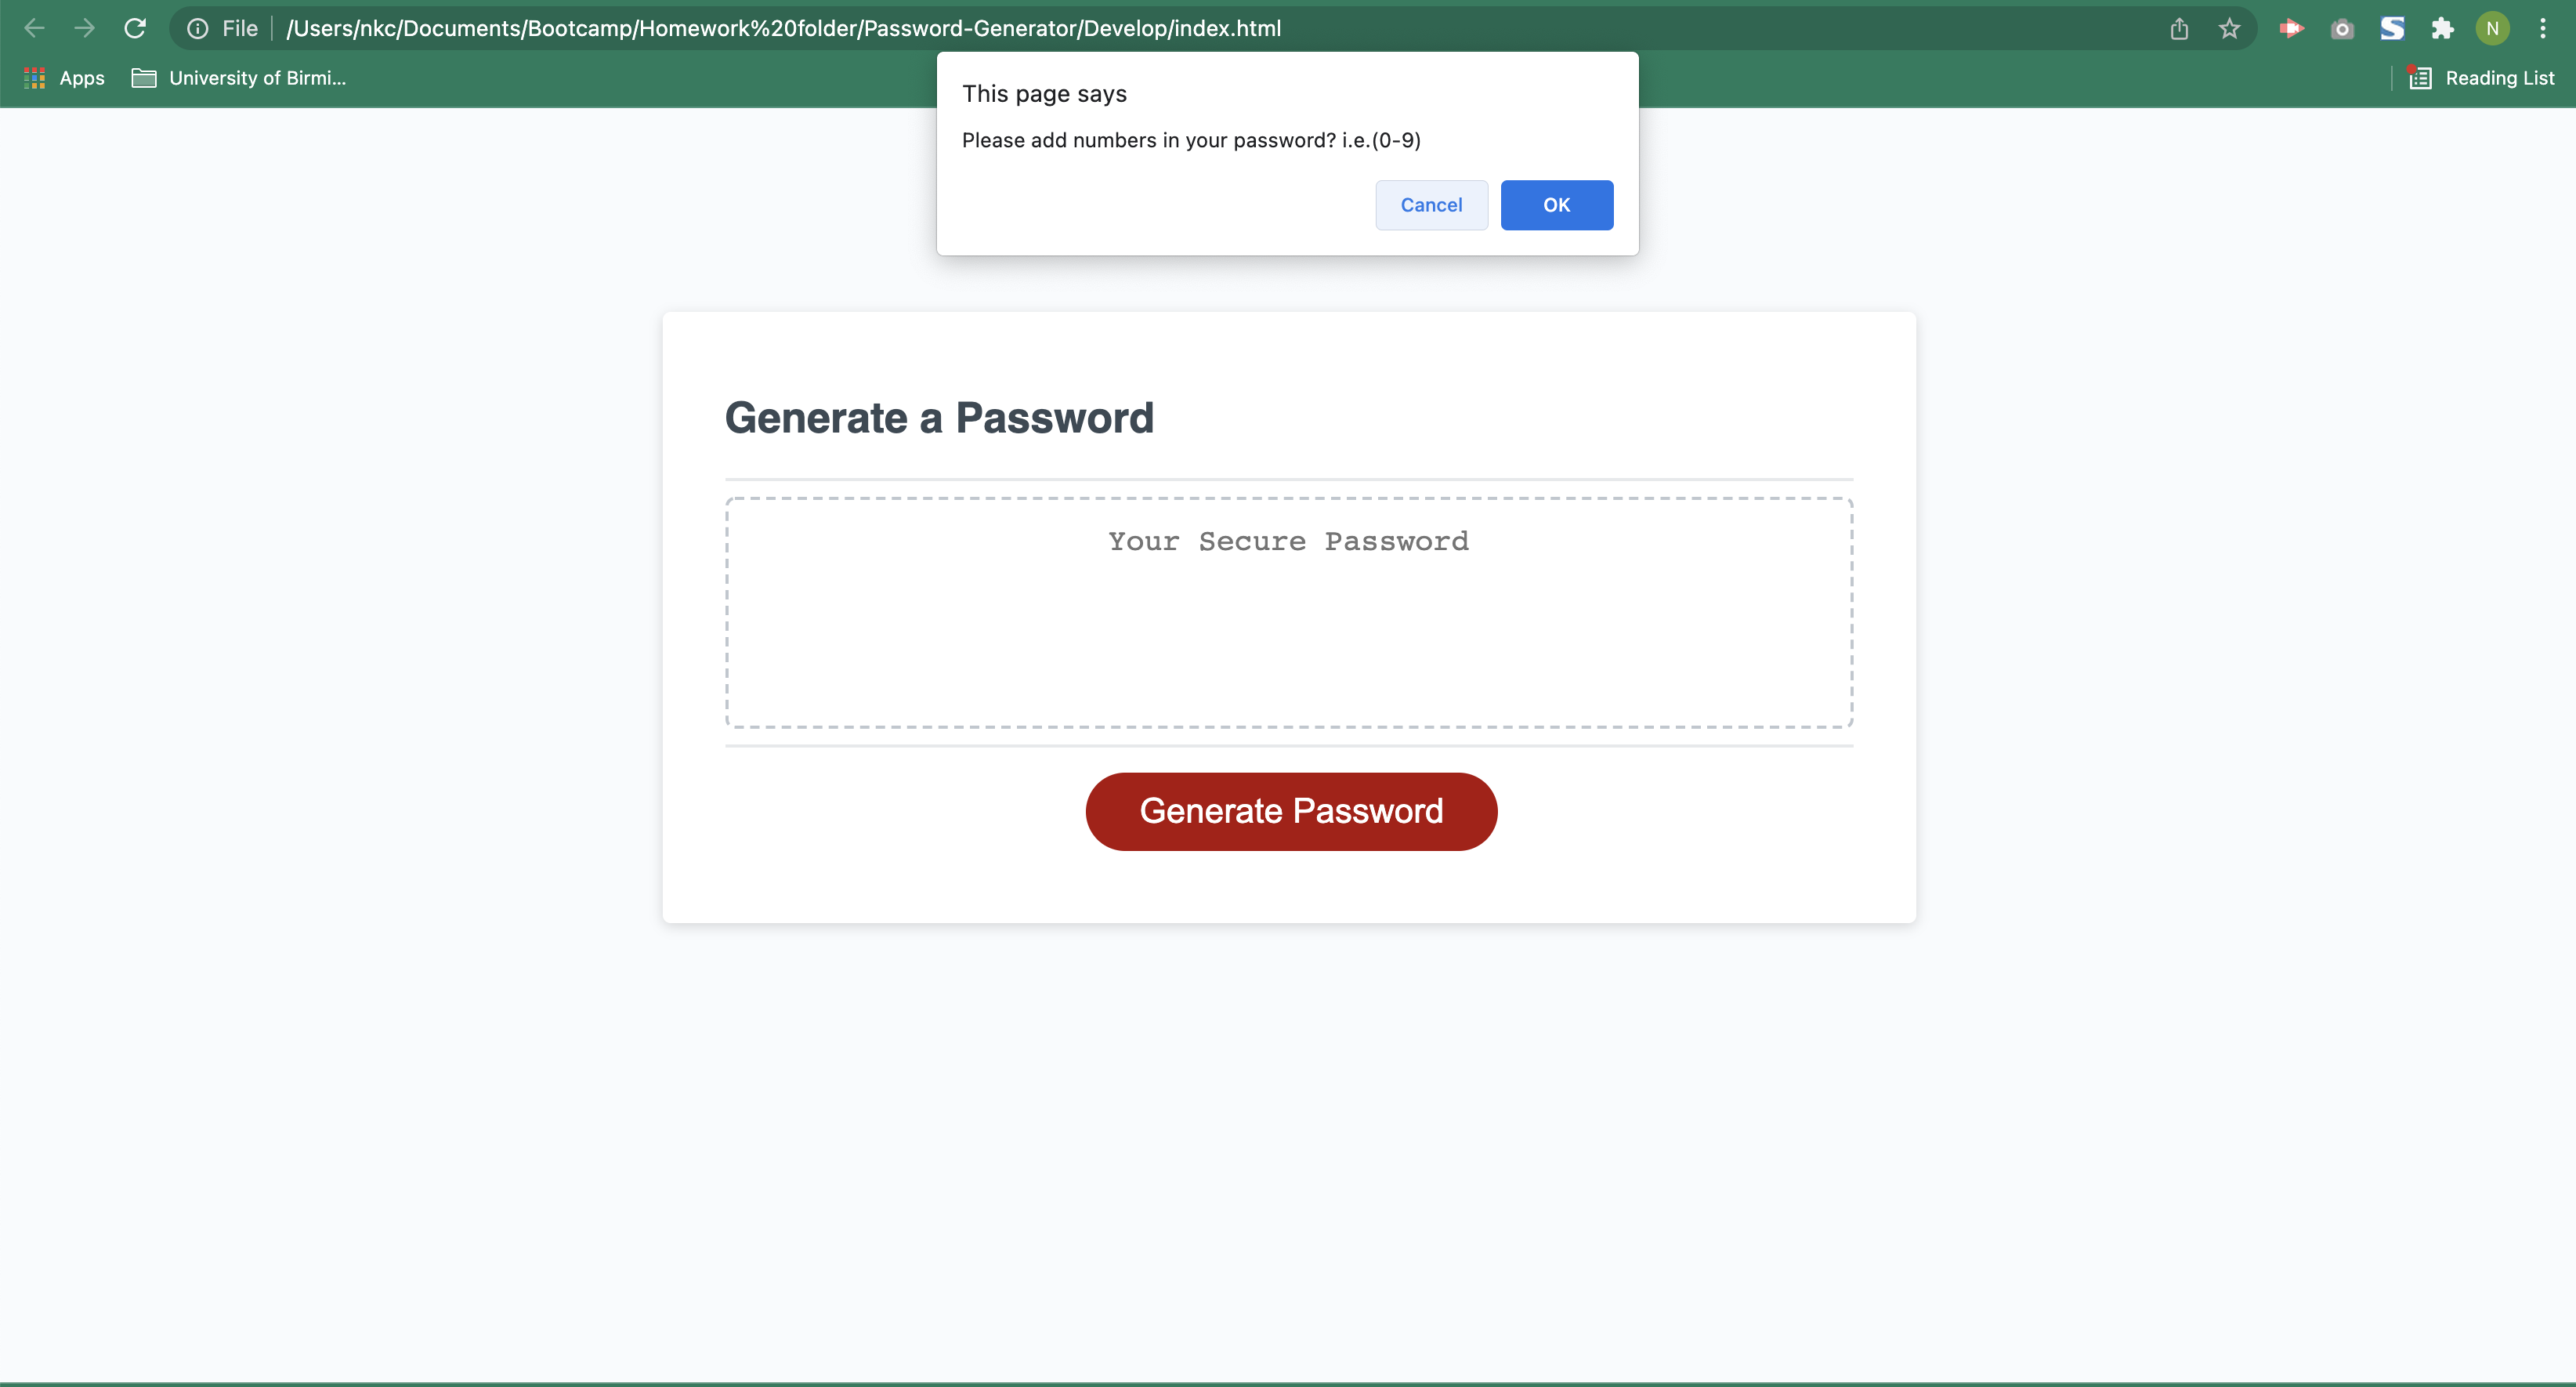 File /Users/nkc/Documents/Bootcamp/Homework%20folder/Password-Generator/Develop/index.html N
Apps University of Birmi... Reading List
This page says
Please add numbers in your password? i.e.(0-9)
Cancel OK
Generate a Password
Your Secure Password
Generate Password